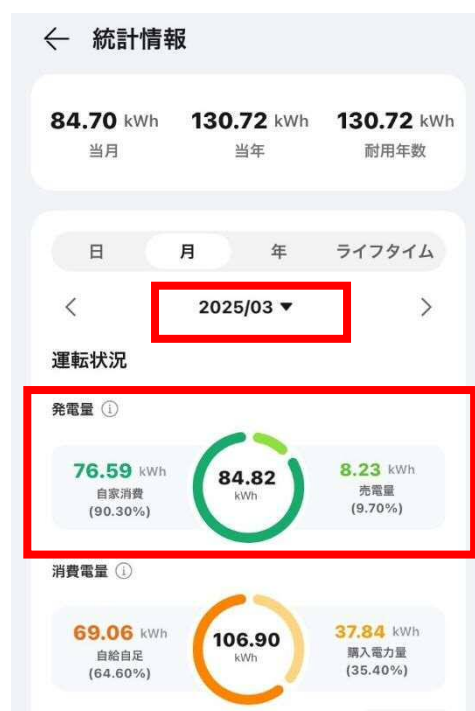 ← 統計情報
84.70 kWh 130.72 kWh 130.72 kWh
当月 当年 耐用年数
日 月 年 ライフタイム
< 2025/03 ▼ >
運転状況
発電量 ⓘ
76.59 kWh 84.82 8.23 kWh
自家消費 kWh 売電量
(90.30%) (9.70%)
消費電量 ⓘ
69.06 kWh 106.90 37.84 kWh
自給自足 kWh 購入電力量
(64.60%) (35.40%)